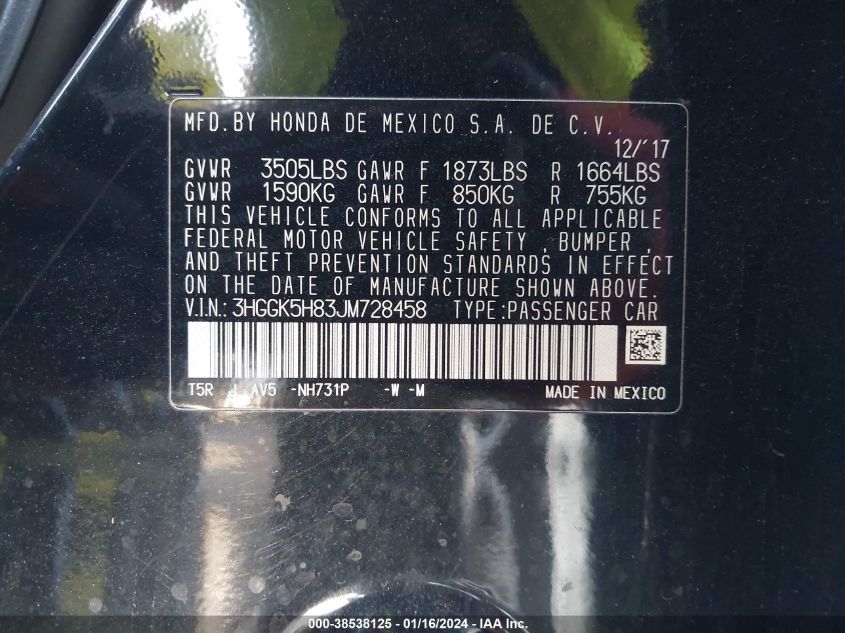 MFD.BY HONDA DE MEXICO S.A. DE C.V.
12/'17
GVWR 3505LBS GAWR F 1873LBS R 1664LBS
GVWR 1590KG GAWR F 850KG R 755KG
THIS VEHICLE CONFORMS TO ALL APPLICABLE
FEDERAL MOTOR VEHICLE SAFETY , BUMPER ,
AND THEFT PREVENTION STANDARDS IN EFFECT
ON THE DATE OF MANUFACTURE SHOWN ABOVE.
V.I.N.: 3HGGK5H83JM728458 TYPE:PASSENGER CAR
T5R J AV5 -NH731P -W -M MADE IN MEXICO
000-38538125 - 01/16/2024 - IAA Inc.